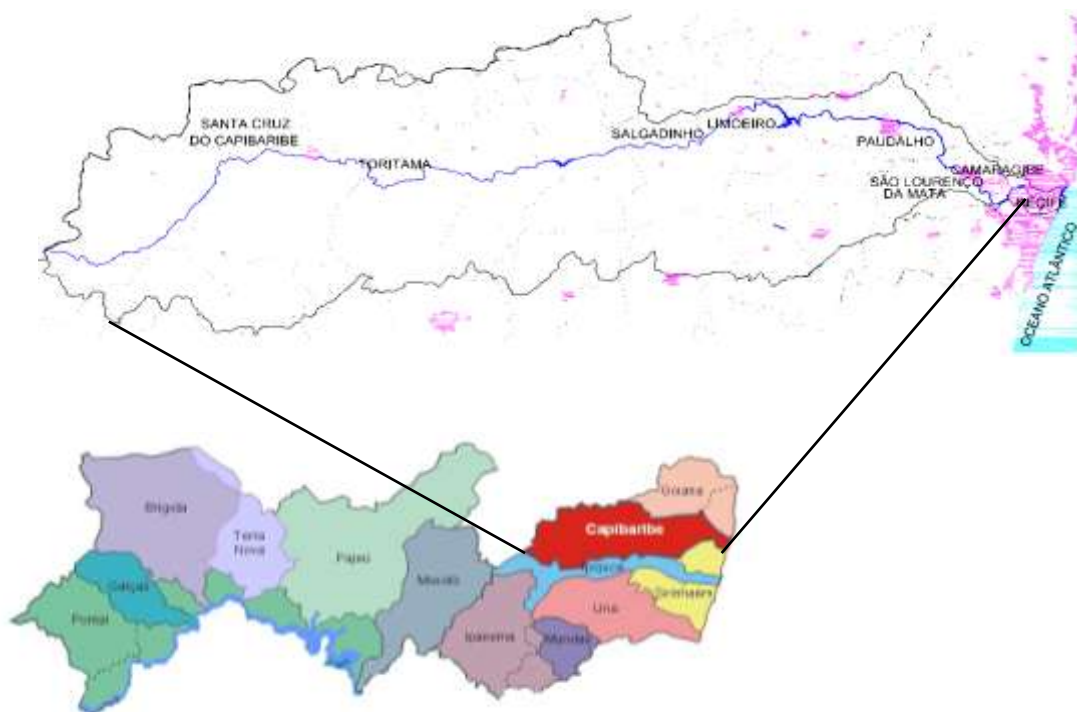 SANTA CRUZ
DO CAPIBARIBE
TORITAMA
SALGADINHO
LIMOEIRO
PAUDALHO
CAMARAGIBE
SÃO LOURENÇO
DA MATA
RECIFE
OCEANO ATLÂNTICO
Goiana
Capibaribe
Brígida
Terra
Nova
Pajeú
Moxotó
Ipojuca
Garças
Pontal
Una
Sirinhaém
Ipanema
Mundaú